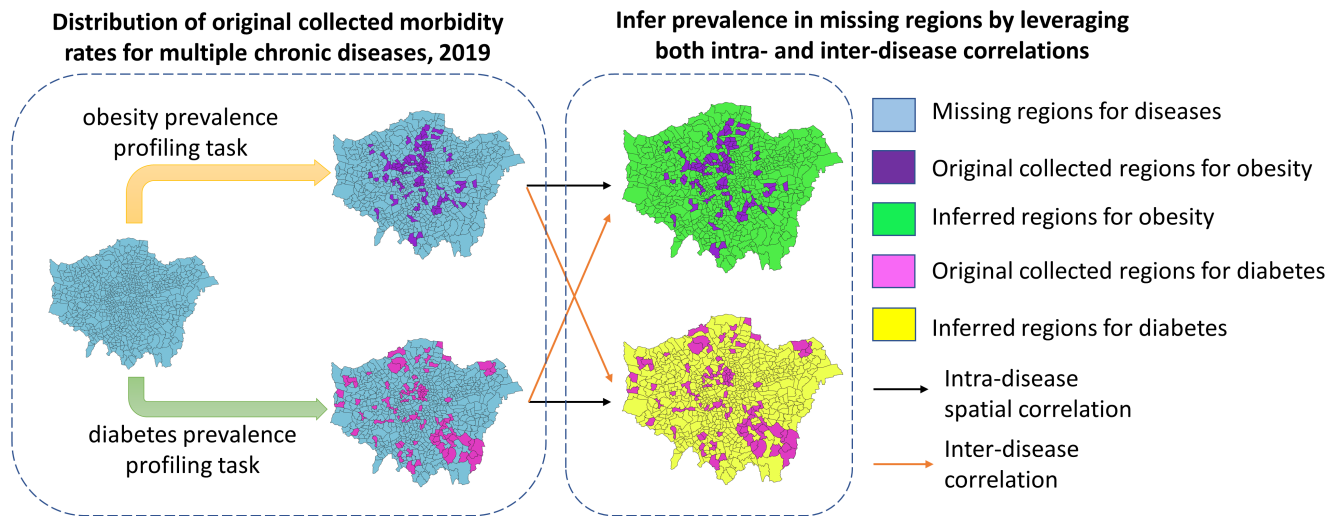 Distribution of original collected morbidity
rates for multiple chronic diseases, 2019
Infer prevalence in missing regions by leveraging
both intra- and inter-disease correlations
obesity prevalence
profiling task
diabetes prevalence
profiling task
Missing regions for diseases
Original collected regions for obesity
Inferred regions for obesity
Original collected regions for diabetes
Inferred regions for diabetes
Intra-disease
spatial correlation
Inter-disease
correlation